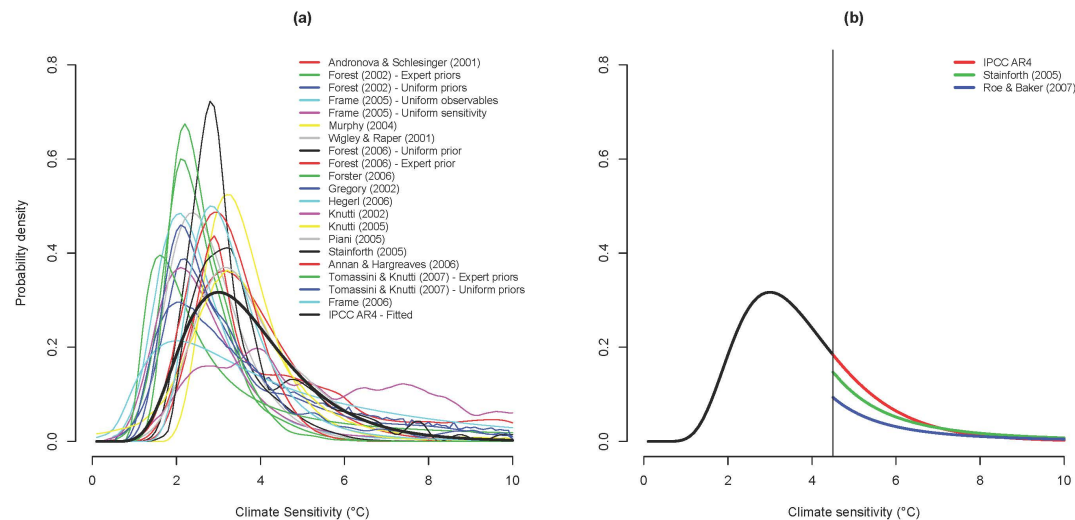 (a)
Andronova & Schlesinger (2001)
Forest (2002) - Expert priors
Forest (2002) - Uniform priors
Frame (2005) - Uniform observables
Frame (2005) - Uniform sensitivity
Murphy (2004)
Wigley & Raper (2001)
Forest (2006) - Uniform prior
Forest (2006) - Expert prior
Forster (2006)
Gregory (2002)
Hegerl (2006)
Knutti (2002)
Knutti (2005)
Piani (2005)
Stainforth (2005)
Annan & Hargreaves (2006)
Tomassini & Knutti (2007) - Expert priors
Tomassini & Knutti (2007) - Uniform priors
Frame (2006)
IPCC AR4 - Fitted
Probability density
0.8
0.6
0.4
0.2
0.0
0 2 4 6 8 10
Climate Sensitivity (°C)
(b)
IPCC AR4
Stainforth (2005)
Roe & Baker (2007)
0.8
0.6
0.4
0.2
0.0
0 2 4 6 8 10
Climate sensitivity (°C)